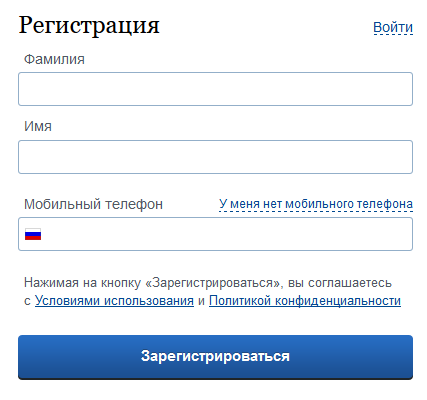 Регистрация
Войти
Фамилия
Имя
Мобильный телефон
У меня нет мобильного телефона
Нажимая на кнопку «Зарегистрироваться», вы соглашаетесь
с Условиями использования и Политикой конфиденциальности
Зарегистрироваться